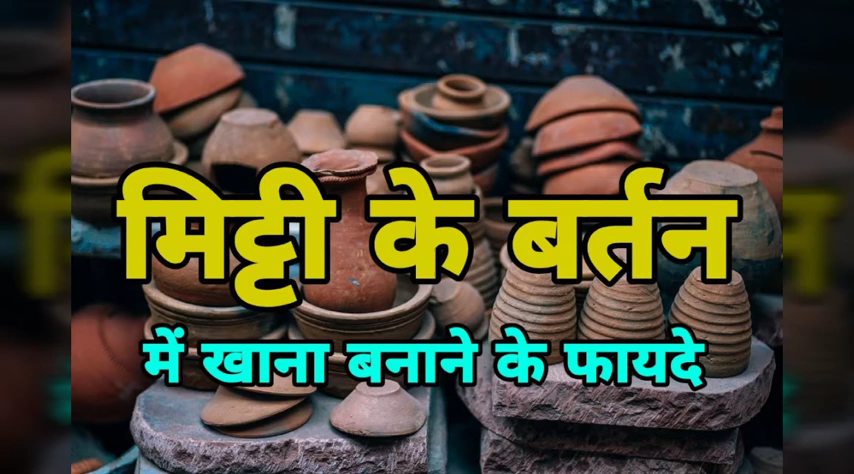 मिट्टी के बर्तन
में खाना बनाने के फायदे